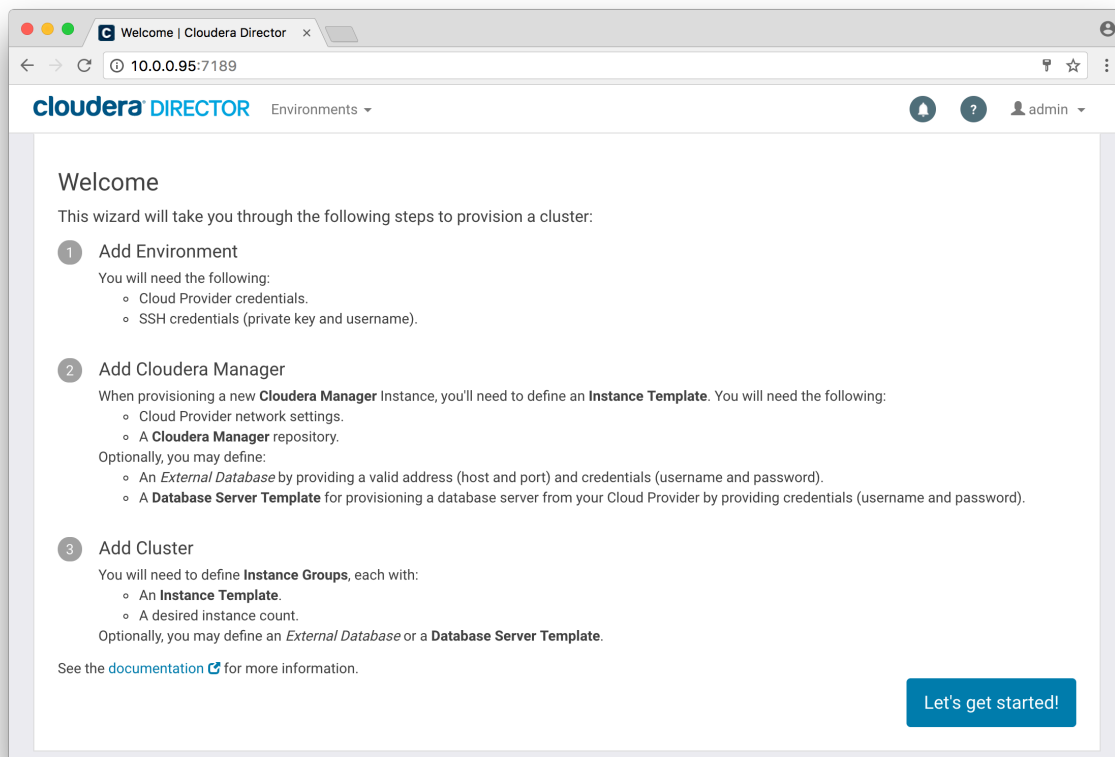 Welcome | Cloudera Director
10.0.0.95:7189
cloudera DIRECTOR Environments
? admin
Welcome
This wizard will take you through the following steps to provision a cluster:
1 Add Environment
You will need the following:
Cloud Provider credentials.
SSH credentials (private key and username).
2 Add Cloudera Manager
When provisioning a new Cloudera Manager Instance, you'll need to define an Instance Template. You will need the following:
Cloud Provider network settings.
A Cloudera Manager repository.
Optionally, you may define:
An External Database by providing a valid address (host and port) and credentials (username and password).
A Database Server Template for provisioning a database server from your Cloud Provider by providing credentials (username and password).
3 Add Cluster
You will need to define Instance Groups, each with:
An Instance Template.
A desired instance count.
Optionally, you may define an External Database or a Database Server Template.
See the documentation for more information.
Let's get started!